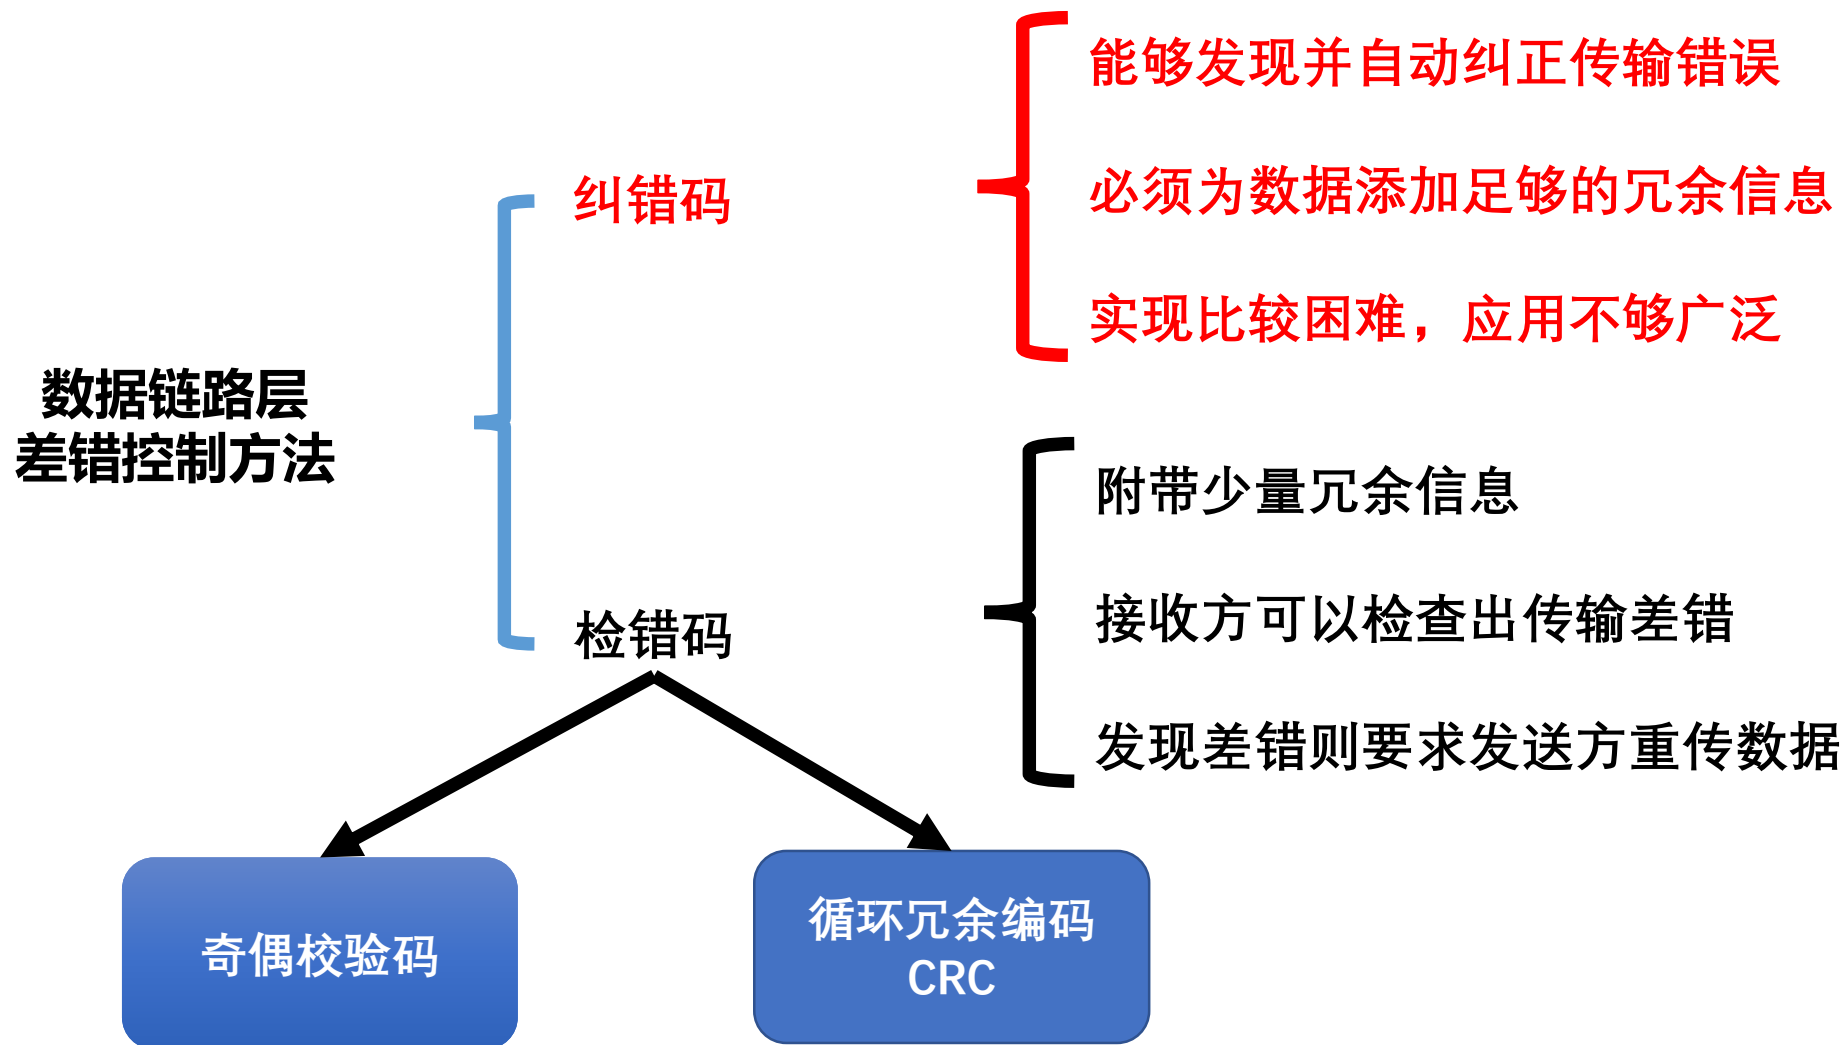 能够发现并自动纠正传输错误
纠错码
必须为数据添加足够的冗余信息
实现比较困难，应用不够广泛
数据链路层
差错控制方法
附带少量冗余信息
检错码
接收方可以检查出传输差错
发现差错则要求发送方重传数据
奇偶校验码
循环冗余编码
CRC